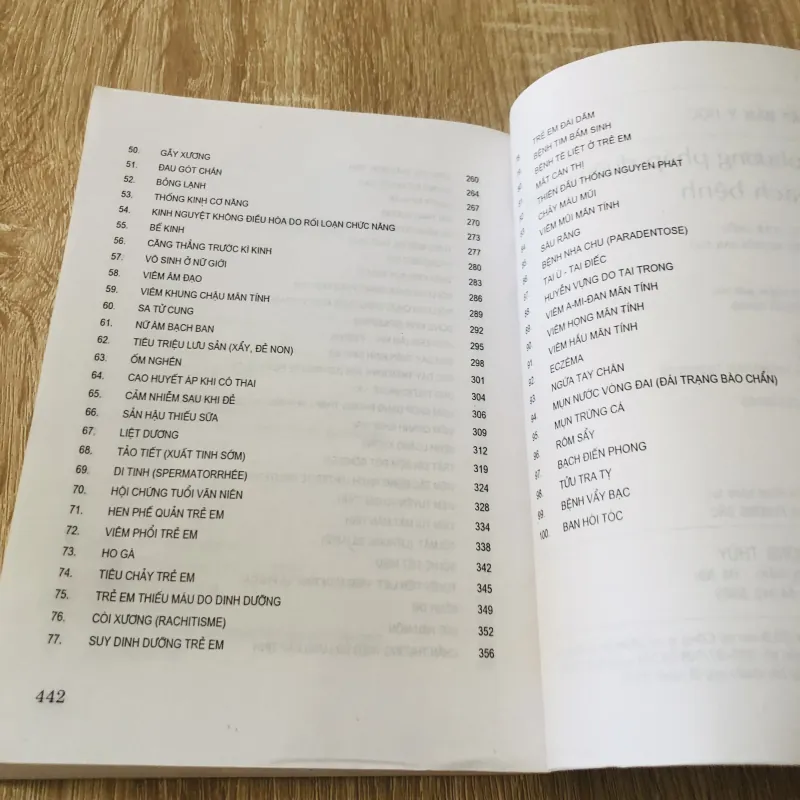 50. GẪY XƯƠNG 260
51. ĐAU GÓT CHÂN 264
52. BỎNG LẠNH 267
53. THỐNG KINH CƠ NĂNG 270
54. KINH NGUYỆT KHÔNG ĐIỀU HÒA DO RỐI LOẠN CHỨC NĂNG 273
55. BẾ KINH 277
56. CĂNG THẲNG TRƯỚC KÌ KINH 280
57. VÔ SINH Ở NỮ GIỚI 283
58. VIÊM ÂM ĐẠO 286
59. VIÊM KHUNG CHẬU MÃN TÍNH 289
60. SA TỬ CUNG 292
61. NỮ ÂM BẠCH BAN 295
62. TIÊU TRIỆU LƯU SẢN (XẨY, ĐẺ NON) 298
63. ỐM NGHÉN 301
64. CAO HUYẾT ÁP KHI CÓ THAI 304
65. CẢM NHIỄM SAU KHI ĐẺ 306
66. SẢN HẬU THIẾU SỮA 309
67. LIỆT DƯƠNG 312
68. TẢO TIẾT (XUẤT TINH SỚM) 319
69. DI TINH (SPERMATORRHÉE) 324
70. HỘI CHỨNG TUỔI VÃN NIÊN 328
71. HEN PHẾ QUẢN TRẺ EM 334
72. VIÊM PHỔI TRẺ EM 338
73. HO GÀ 342
74. TIÊU CHẢY TRẺ EM 345
75. TRẺ EM THIẾU MÁU DO DINH DƯỠNG 349
76. CÒI XƯƠNG (RACHITISME) 352
77. SUY DINH DƯỠNG TRẺ EM 356
442
TRẺ EM ĐÁI DẦM
BỆNH TIM BẨM SINH
BỆNH TÊ LIỆT Ở TRẺ EM
MẮT CẬN THỊ
THIÊN ĐẦU THỐNG NGUYÊN PHÁT
CHẢY MÁU MŨI
VIÊM MŨI MÃN TÍNH
SÂU RĂNG
BỆNH NHA CHU (PARADENTOSE)
TAI Ù - TAI ĐIẾC
HUYỄN VỰNG DO TAI TRONG
VIÊM A-MI-ĐAN MÃN TÍNH
VIÊM HỌNG MÃN TÍNH
VIÊM HẦU MÃN TÍNH
92. ECZÊMA
93. NGỨA TAY CHÂN
94. MỤN NƯỚC VÒNG ĐAI (ĐÁI TRẠNG BÀO CHẨN)
95. MỤN TRỨNG CÁ
96. RÔM SẨY
97. BẠCH ĐIẾN PHONG
98. TỬU TRA TỴ
99. BỆNH VẨY BẠC
100. BAN HÓI TÓC